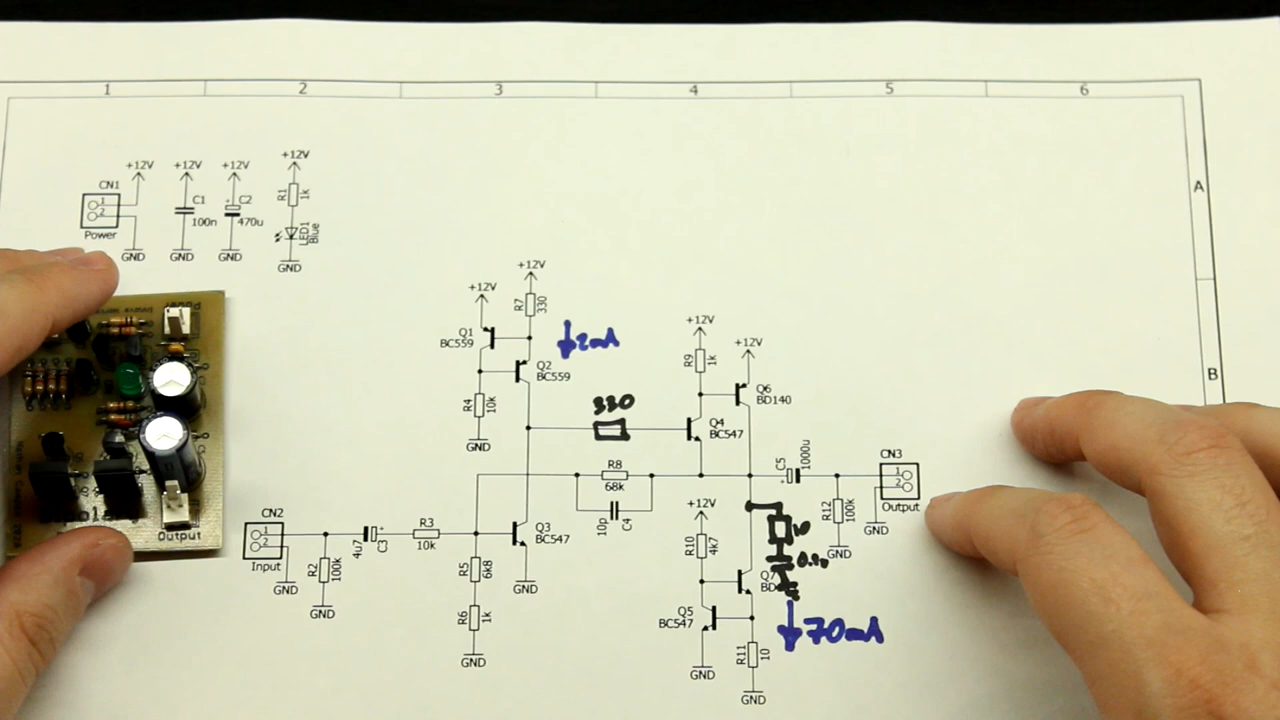 1 2 3 4 5 6
A
B
+12V
CN1
1
2
Power
GND
+12V
C1
100n
GND
+12V
C2
470u
GND
+12V
R1
1k
LED1
Blue
GND
+12V
Q1
BC559
R4
10k
GND
+12V
R7
330
2mA
Q2
BC559
330
+12V
R9
1k
+12V
Q6
BD140
Q4
BC547
R8
68k
10p
C4
C5
1000u
CN3
1
2
Output
GND
R12
100k
GND
CN2
1
2
Input
GND
R2
100k
GND
4u7
C3
R3
10k
Q3
BC547
GND
R5
6k8
R6
1k
GND
+12V
R10
4k7
10
Q7
Q5
BC547
GND
70mA
R11
10
GND
Output